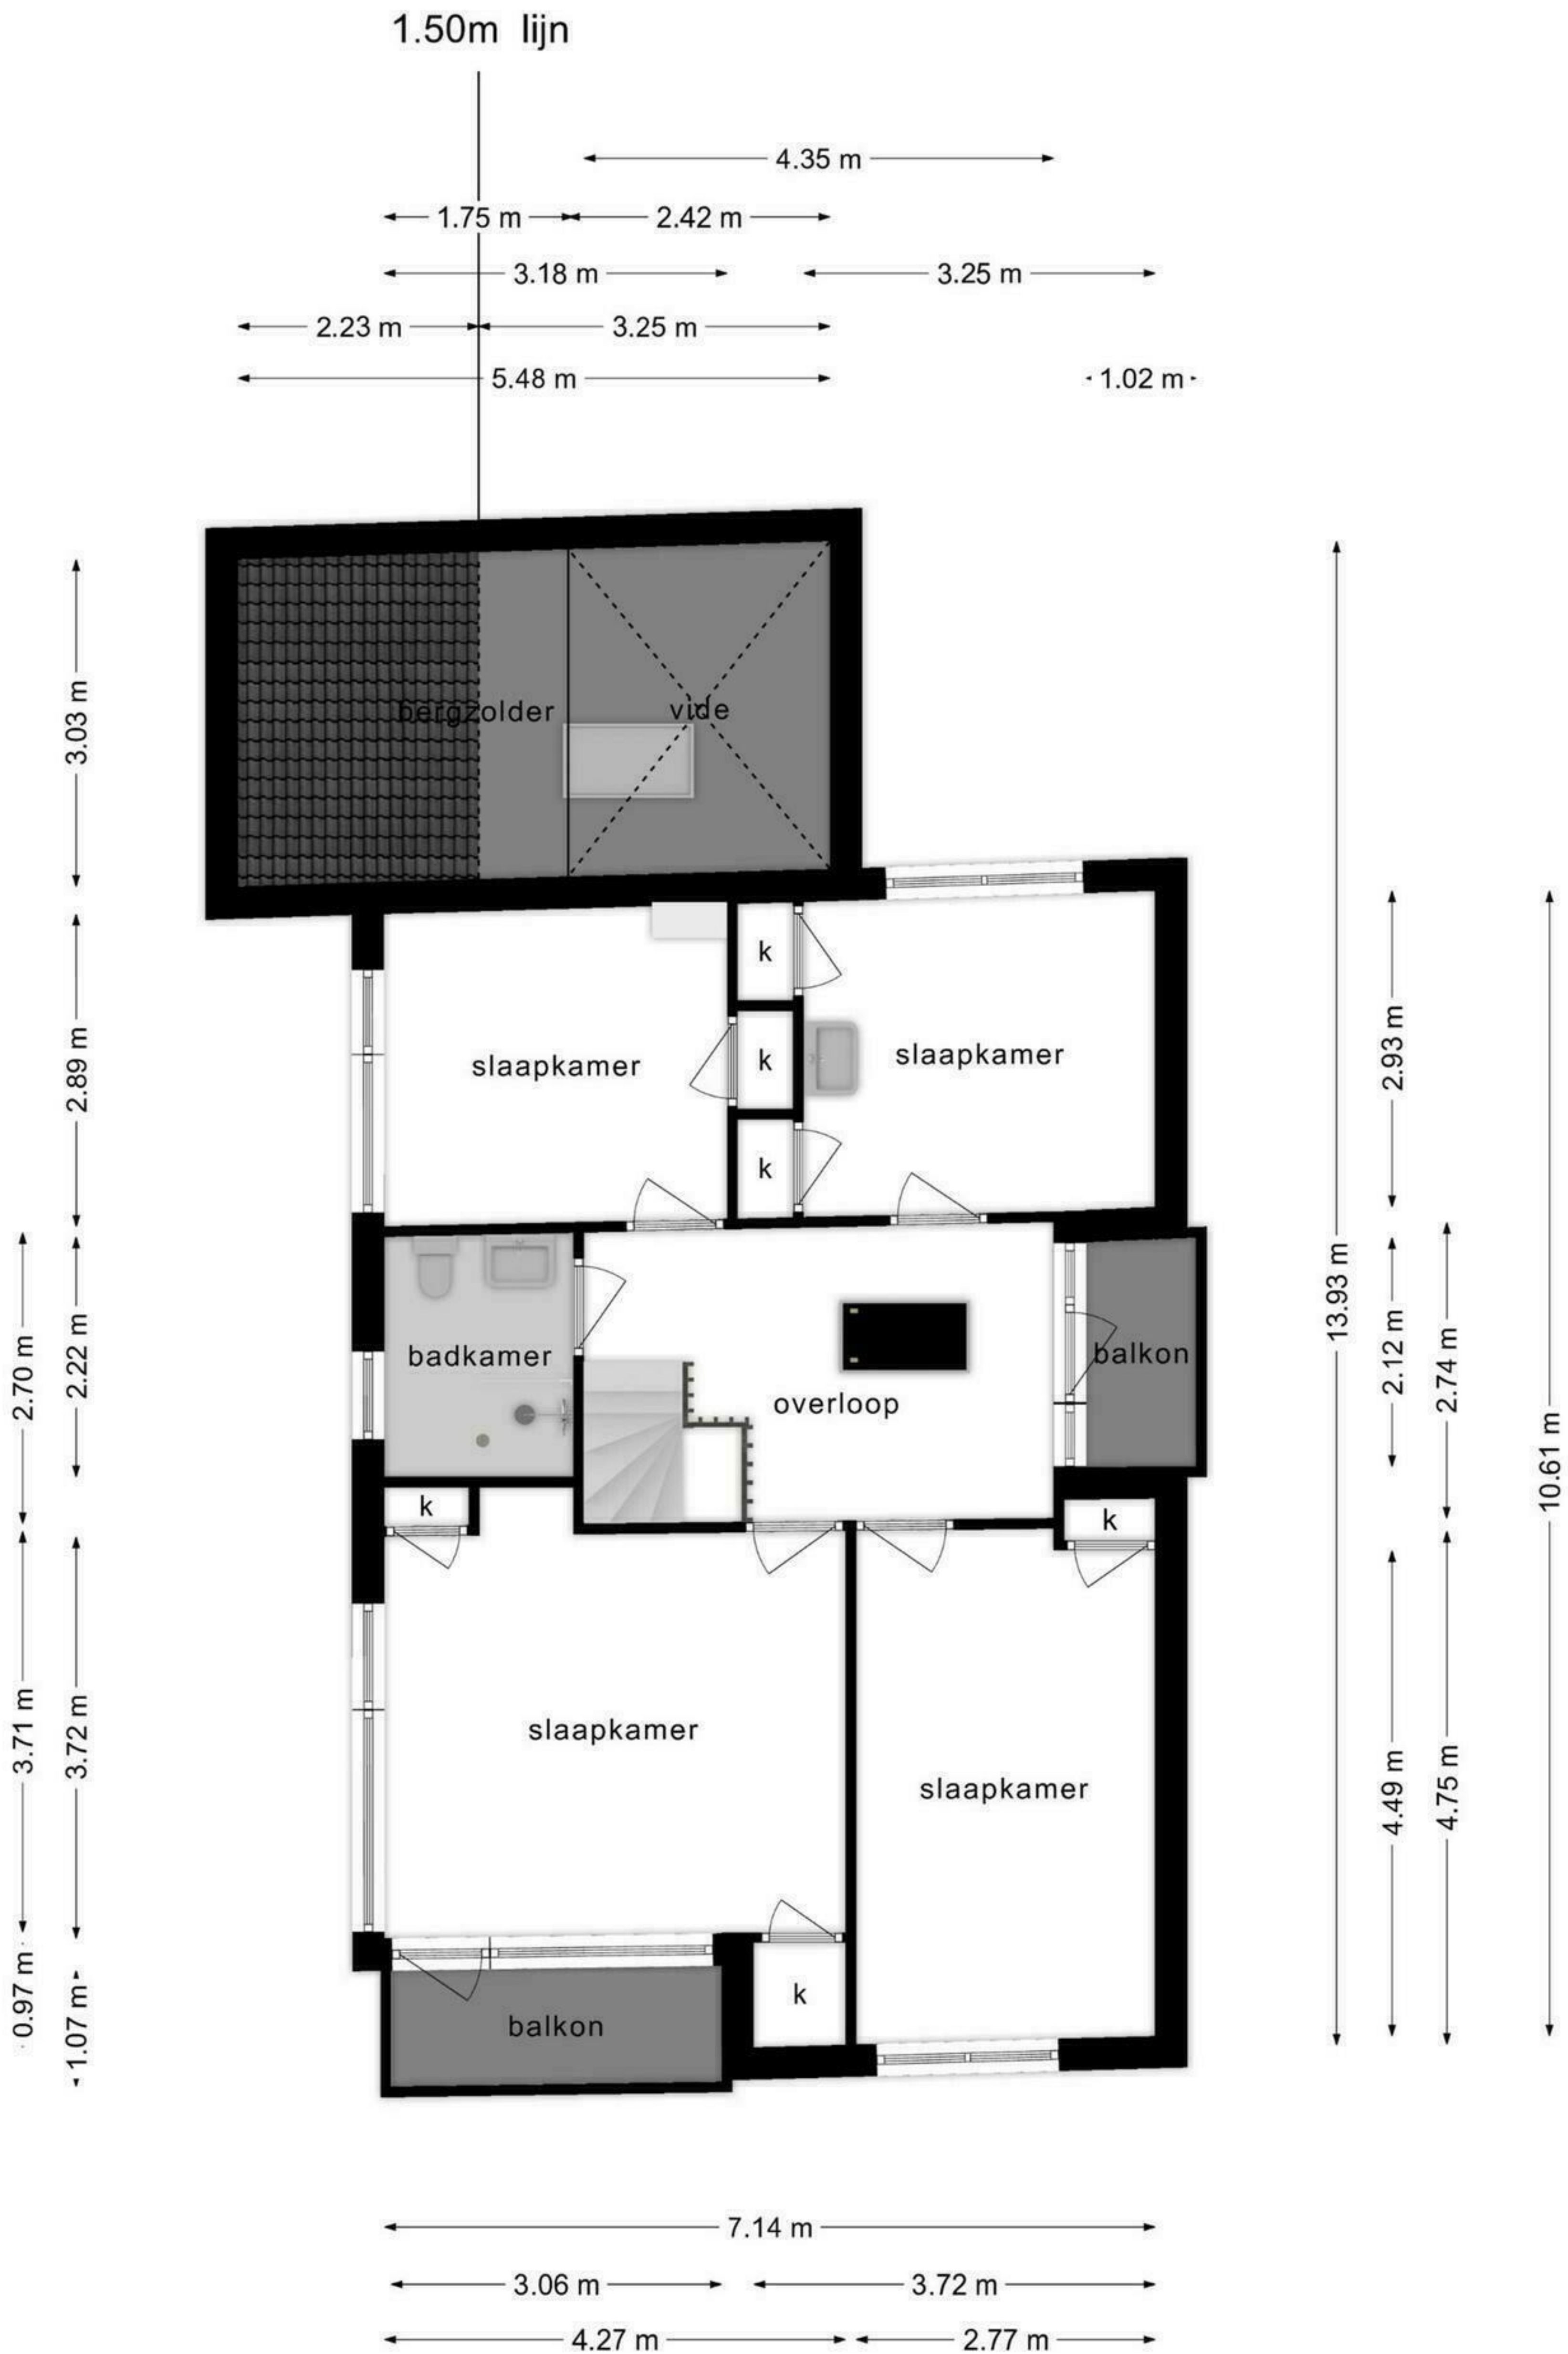 1.50m lijn
4.35 m
1.75 m
2.42 m
3.18 m
3.25 m
2.23 m
3.25 m
5.48 m
1.02 m
3.03 m
bergzolder
vide
2.89 m
k
k
k
slaapkamer
slaapkamer
2.93 m
13.93 m
10.61 m
2.70 m
2.22 m
badkamer
overloop
balkon
2.12 m
2.74 m
k
k
3.71 m
3.72 m
slaapkamer
slaapkamer
4.49 m
4.75 m
0.97 m
1.07 m
balkon
k
7.14 m
3.06 m
3.72 m
4.27 m
2.77 m